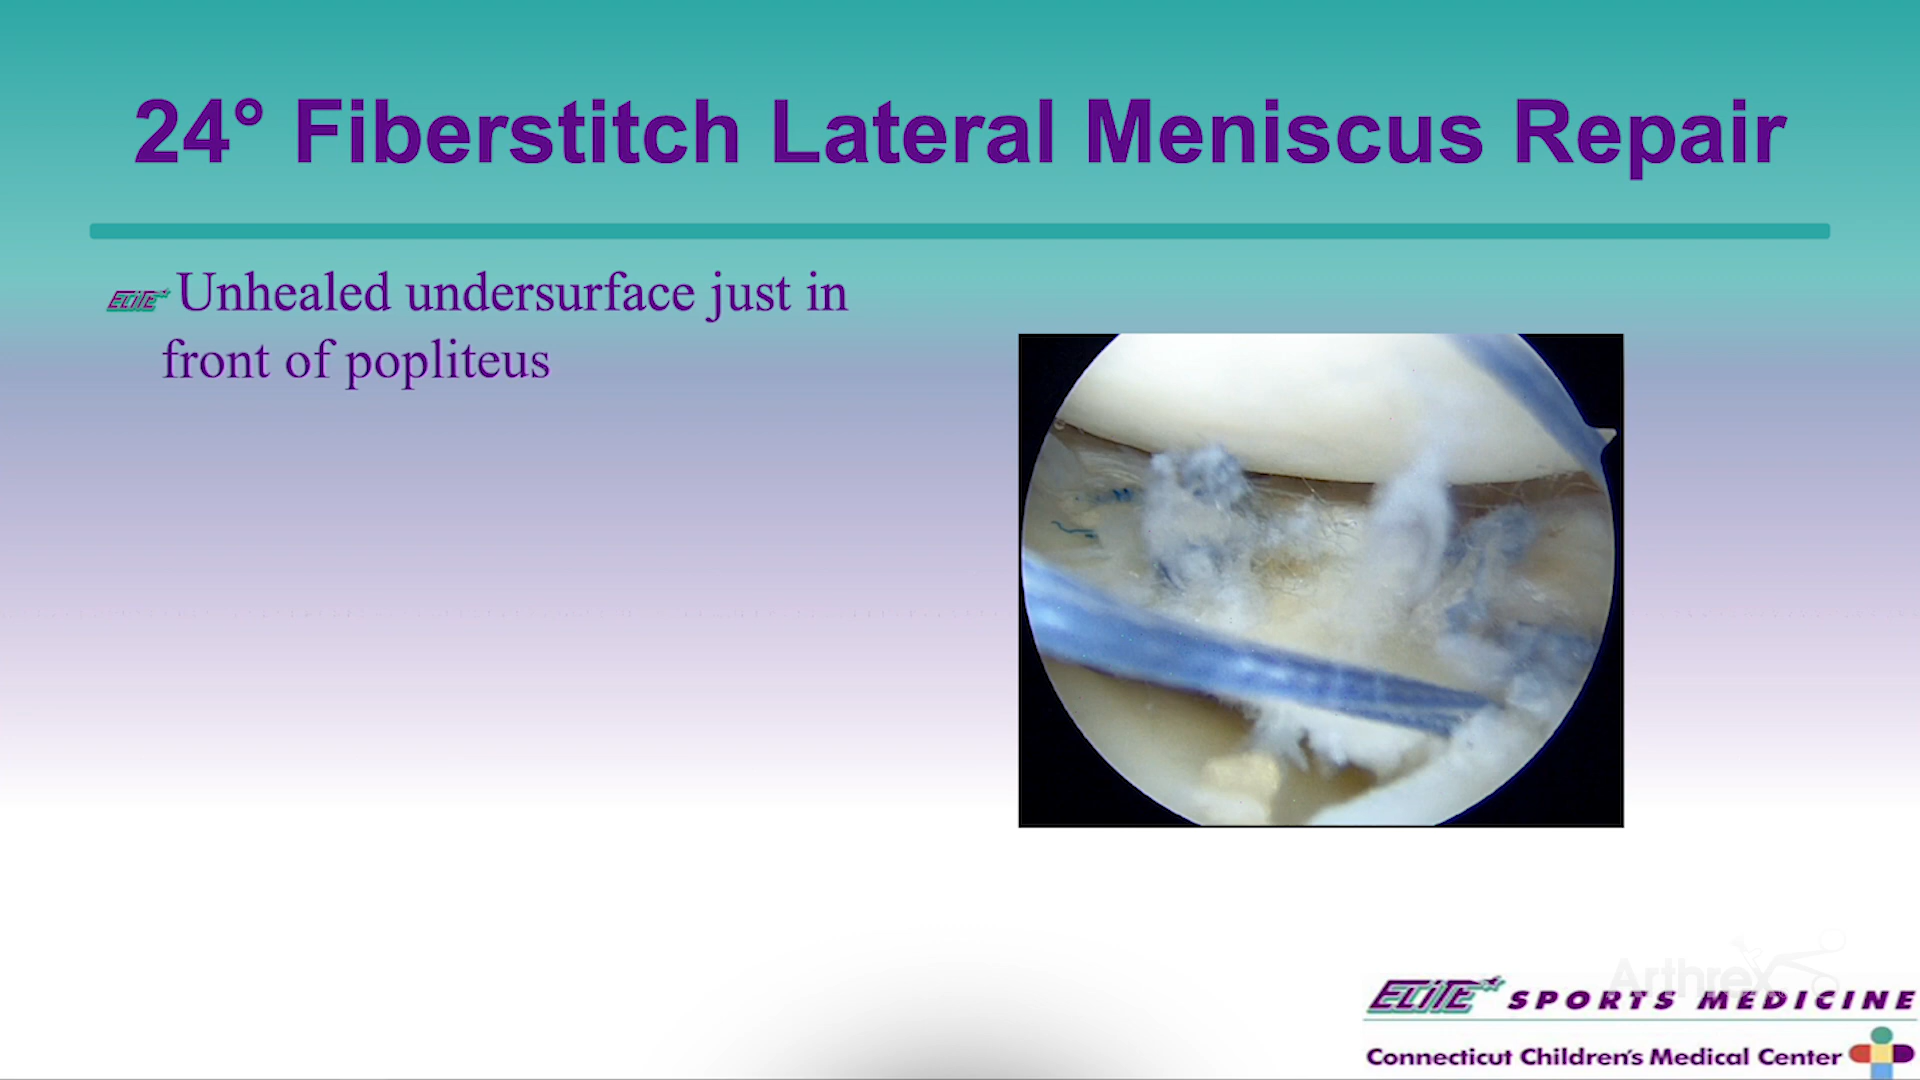 24° Fiberstitch Lateral Meniscus Repair
ELITE Unhealed undersurface just in
front of popliteus
Arthrex
ELITE SPORTS MEDICINE
Connecticut Children's Medical Center